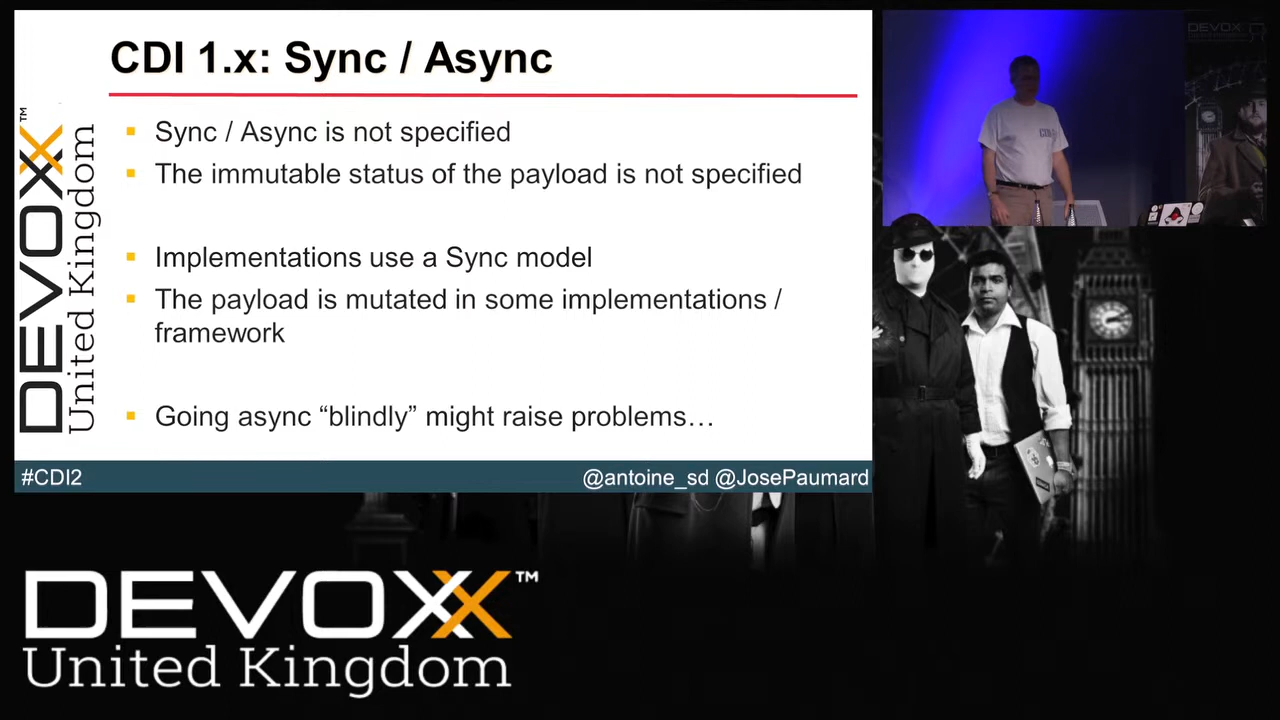 CDI 1.x: Sync / Async
Sync / Async is not specified
The immutable status of the payload is not specified
Implementations use a Sync model
The payload is mutated in some implementations /
framework
Going async “blindly” might raise problems…
DEVOXX™
United Kingdom
#CDI2
@antoine_sd @JosePaumard
DEVOXX™
United Kingdom